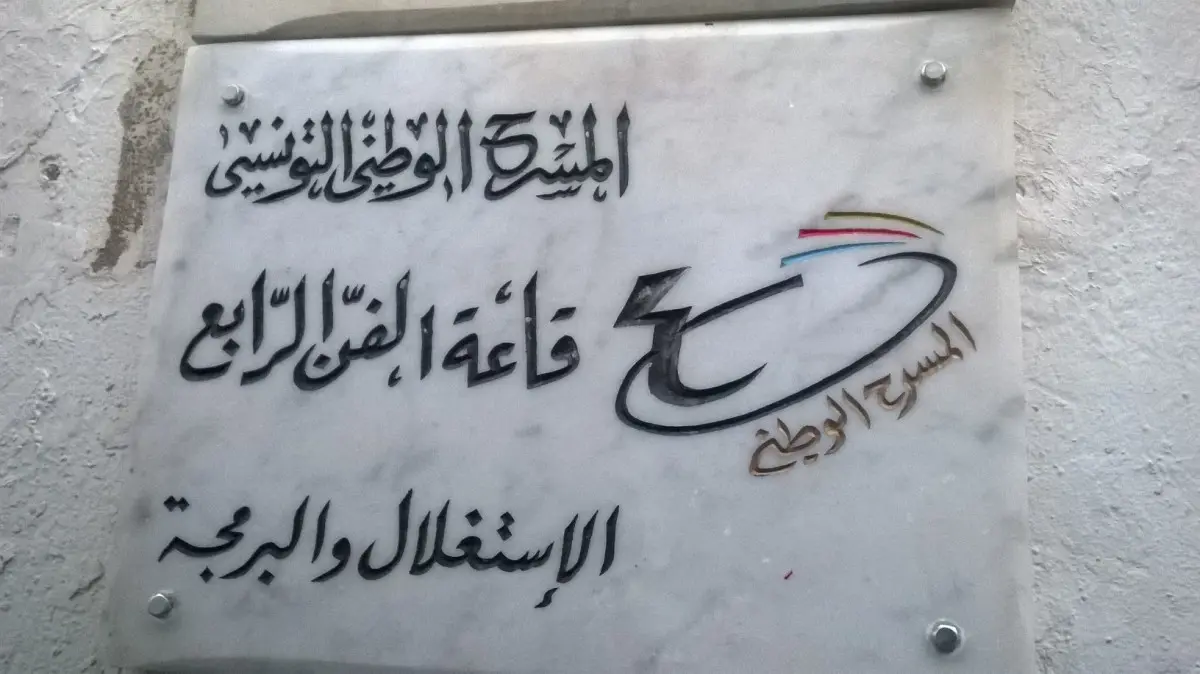 المسرح الوطني التونسي
قاعة الفن الرّابع
الإستغلال والبرمجة
المسرح الوطني